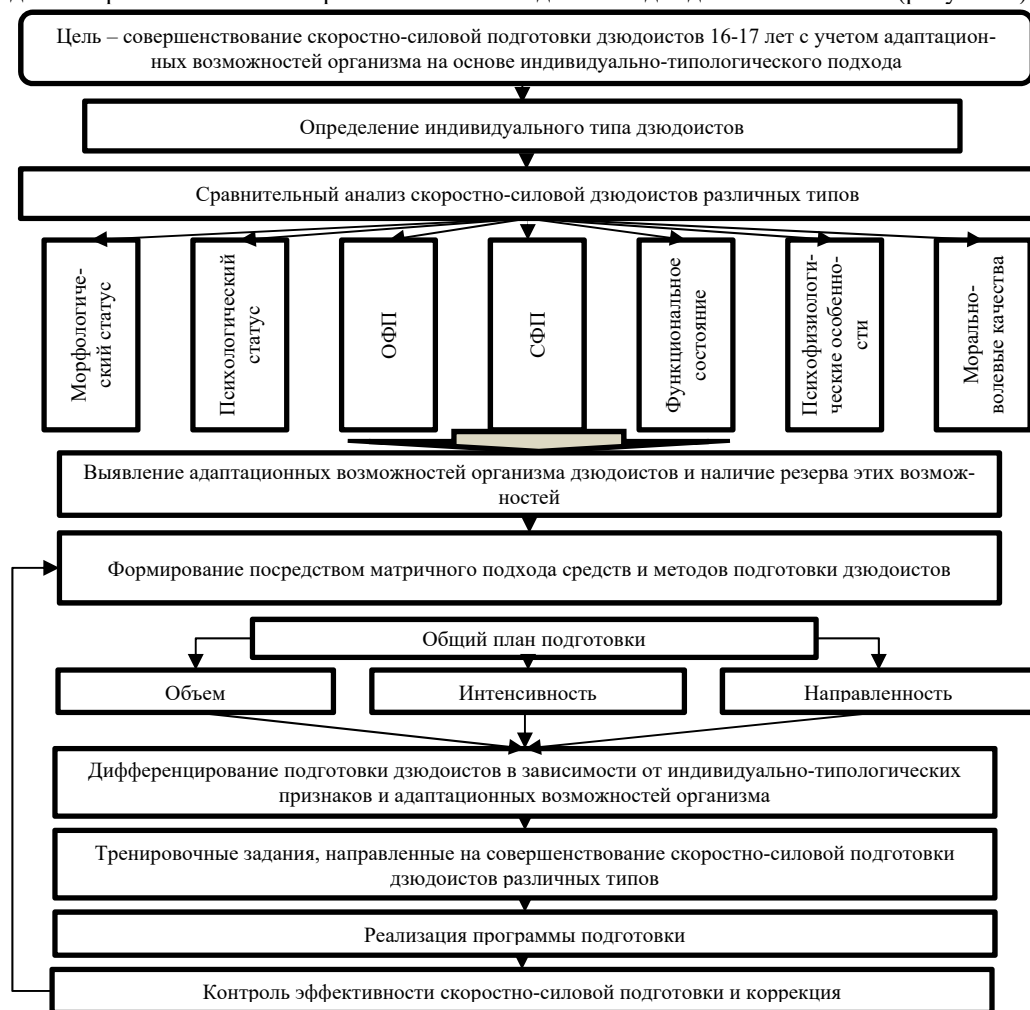 Цель – совершенствование скоростно-силовой подготовки дзюдоистов 16-17 лет с учетом адаптацион-
ных возможностей организма на основе индивидуально-типологического подхода
Определение индивидуального типа дзюдоистов
Сравнительный анализ скоростно-силовой дзюдоистов различных типов
Морфологиче-
ский статус
Психологический
статус
ОФП
СФП
Функциональное
состояние
Психофизиологи-
ческие особенно-
сти
Морально-
волевые качества
Выявление адаптационных возможностей организма дзюдоистов и наличие резерва этих возмож-
ностей
Формирование посредством матричного подхода средств и методов подготовки дзюдоистов
Общий план подготовки
Объем
Интенсивность
Направленность
Дифференцирование подготовки дзюдоистов в зависимости от индивидуально-типологических
признаков и адаптационных возможностей организма
Тренировочные задания, направленные на совершенствование скоростно-силовой подготовки
дзюдоистов различных типов
Реализация программы подготовки
Контроль эффективности скоростно-силовой подготовки и коррекция